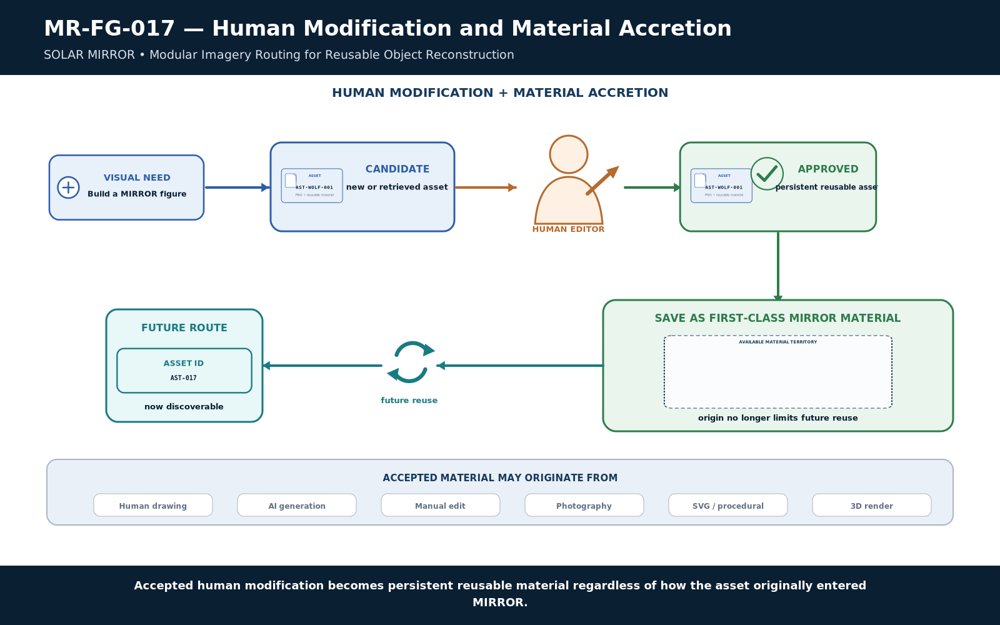 MR-FG-017 — Human Modification and Material Accretion
SOLAR MIRROR • Modular Imagery Routing for Reusable Object Reconstruction
HUMAN MODIFICATION + MATERIAL ACCRETION
VISUAL NEED
Build a MIRROR figure
CANDIDATE
ASSET
AST-WOLF-001
PNG • reusable material
new or retrieved asset
HUMAN EDITOR
APPROVED
ASSET
AST-WOLF-001
PNG • reusable material
persistent reusable asset
SAVE AS FIRST-CLASS MIRROR MATERIAL
AVAILABLE MATERIAL TERRITORY
origin no longer limits future reuse
future reuse
FUTURE ROUTE
ASSET ID
AST-017
now discoverable
ACCEPTED MATERIAL MAY ORIGINATE FROM
Human drawing
AI generation
Manual edit
Photography
SVG / procedural
3D render
Accepted human modification becomes persistent reusable material regardless of how the asset originally entered
MIRROR.